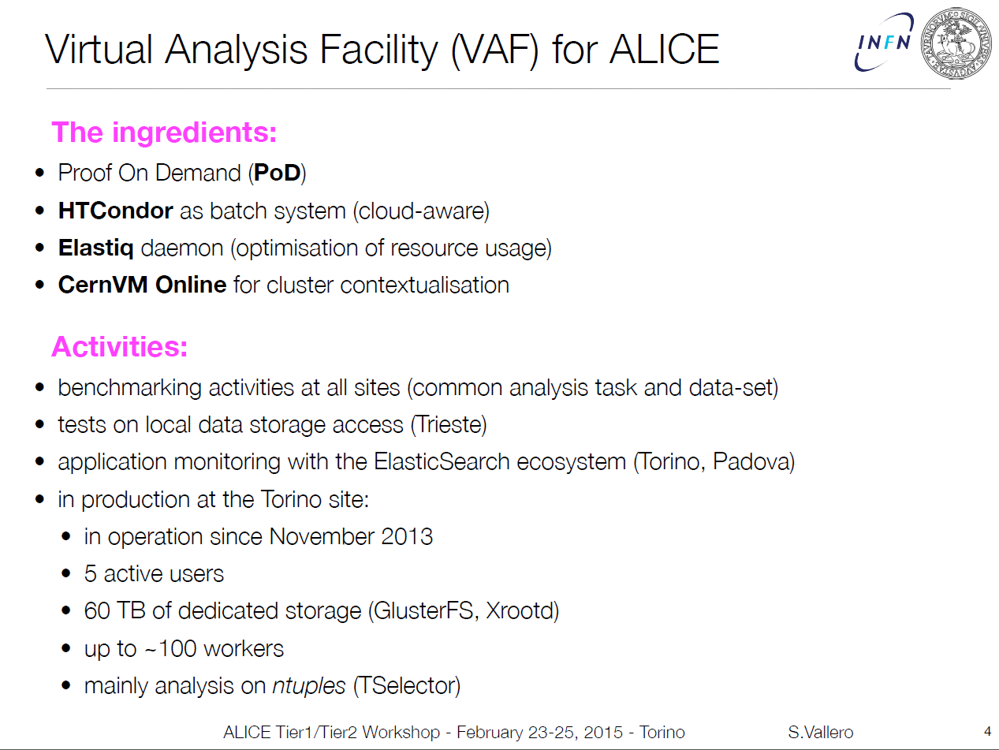 Virtual Analysis Facility (VAF) for ALICE
INFN
The ingredients:
• Proof On Demand (PoD)
• HTCondor as batch system (cloud-aware)
• Elastiq daemon (optimisation of resource usage)
• CernVM Online for cluster contextualisation
Activities:
• benchmarking activities at all sites (common analysis task and data-set)
• tests on local data storage access (Trieste)
• application monitoring with the ElasticSearch ecosystem (Torino, Padova)
• in production at the Torino site:
• in operation since November 2013
• 5 active users
• 60 TB of dedicated storage (GlusterFS, Xrootd)
• up to ~100 workers
• mainly analysis on ntuples (TSelector)
ALICE Tier1/Tier2 Workshop - February 23-25, 2015 - Torino S.Vallero 4